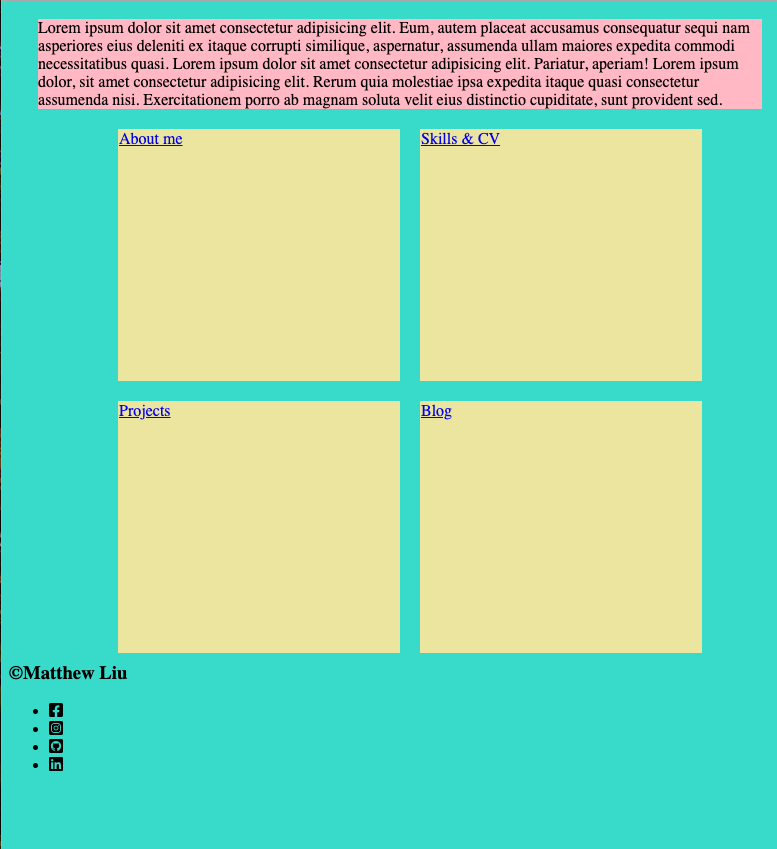 Lorem ipsum dolor sit amet consectetur adipisicing elit. Eum, autem placeat accusamus consequatur sequi nam
asperiores eius deleniti ex itaque corrupti similique, aspernatur, assumenda ullam maiores expedita commodi
necessitatibus quasi. Lorem ipsum dolor sit amet consectetur adipisicing elit. Pariatur, aperiam! Lorem ipsum
dolor, sit amet consectetur adipisicing elit. Rerum quia molestiae ipsa expedita itaque quasi consectetur
assumenda nisi. Exercitationem porro ab magnam soluta velit eius distinctio cupiditate, sunt provident sed.
About me
Skills & CV
Projects
Blog
©Matthew Liu